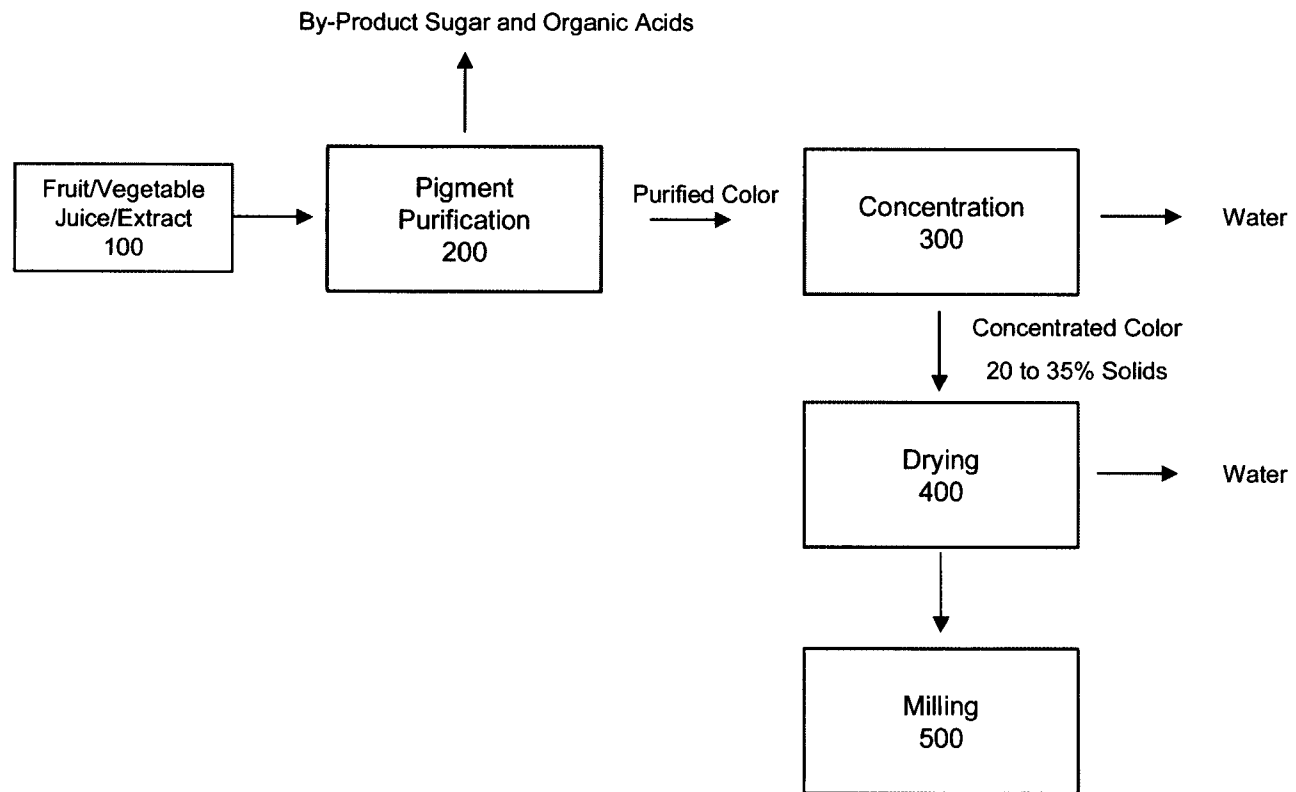 By-Product Sugar and Organic Acids
Fruit/Vegetable
Juice/Extract
100
Pigment
Purification
200
Purified Color
Concentration
300
Water
Concentrated Color
20 to 35% Solids
Drying
400
Water
Milling
500